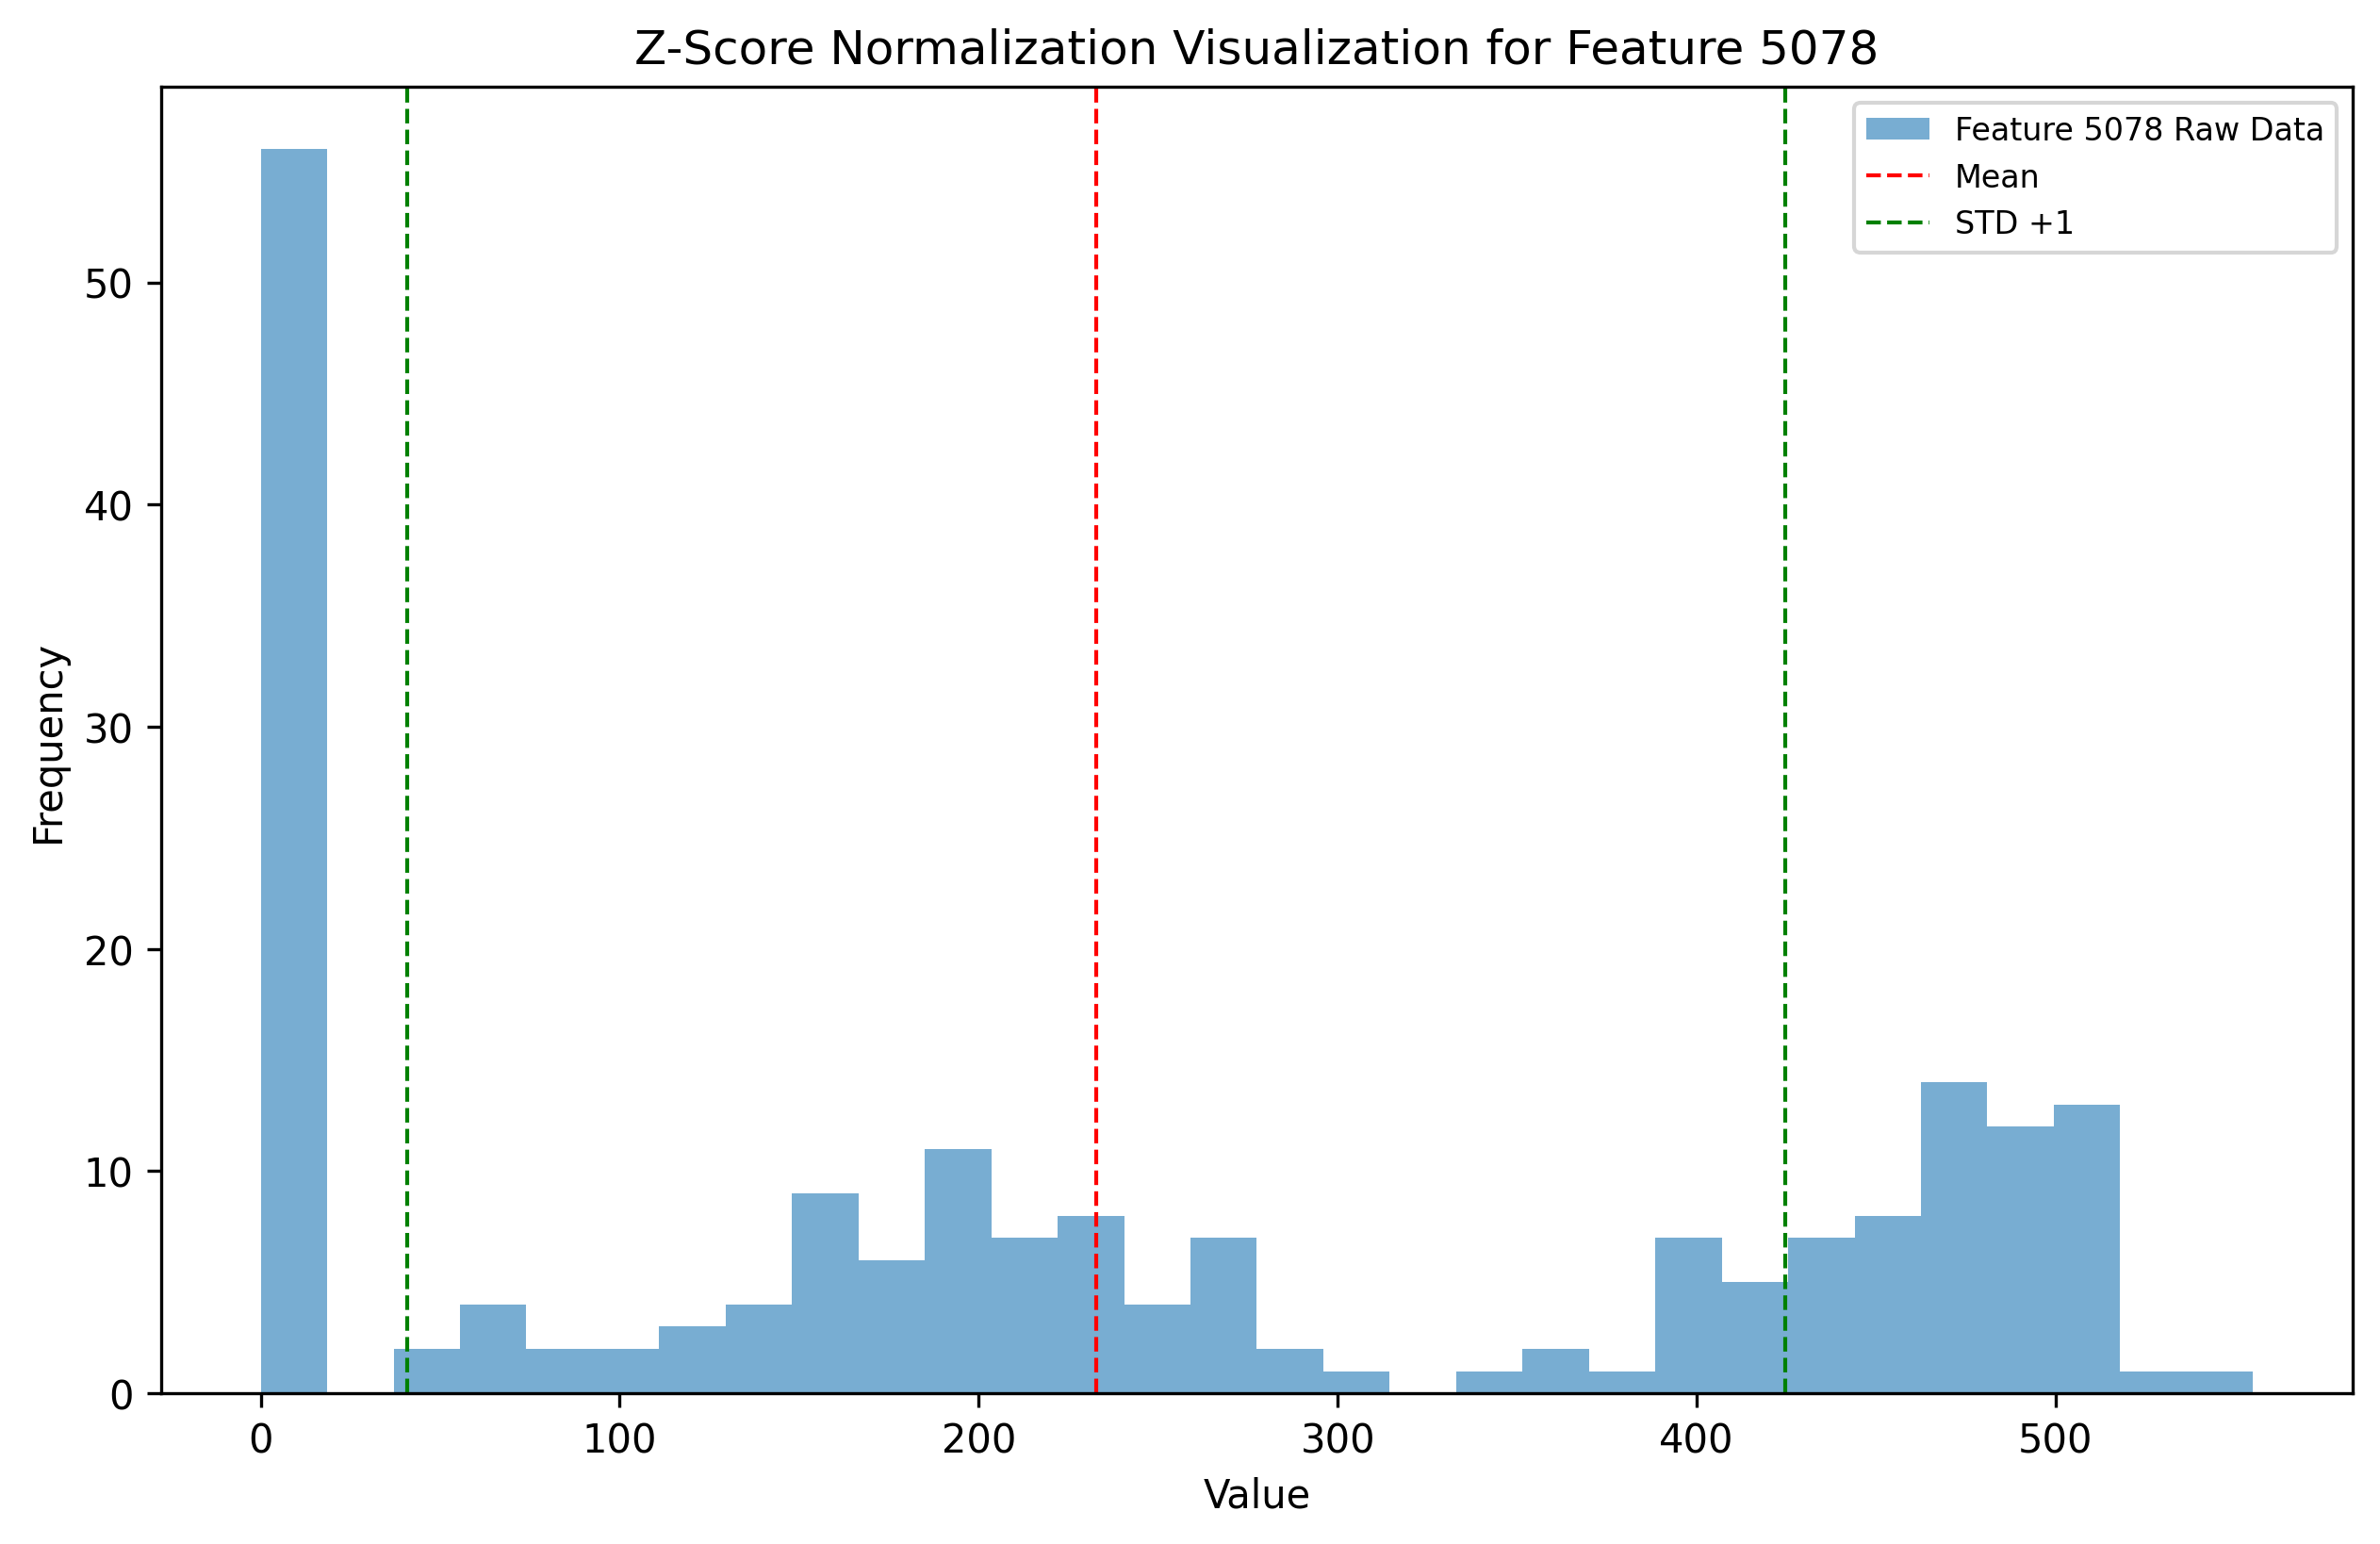 Z-Score Normalization Visualization for Feature 5078
Feature 5078 Raw Data
Mean
STD +1
50
40
30
20
10
0
Frequency
0 100 200 300 400 500
Value